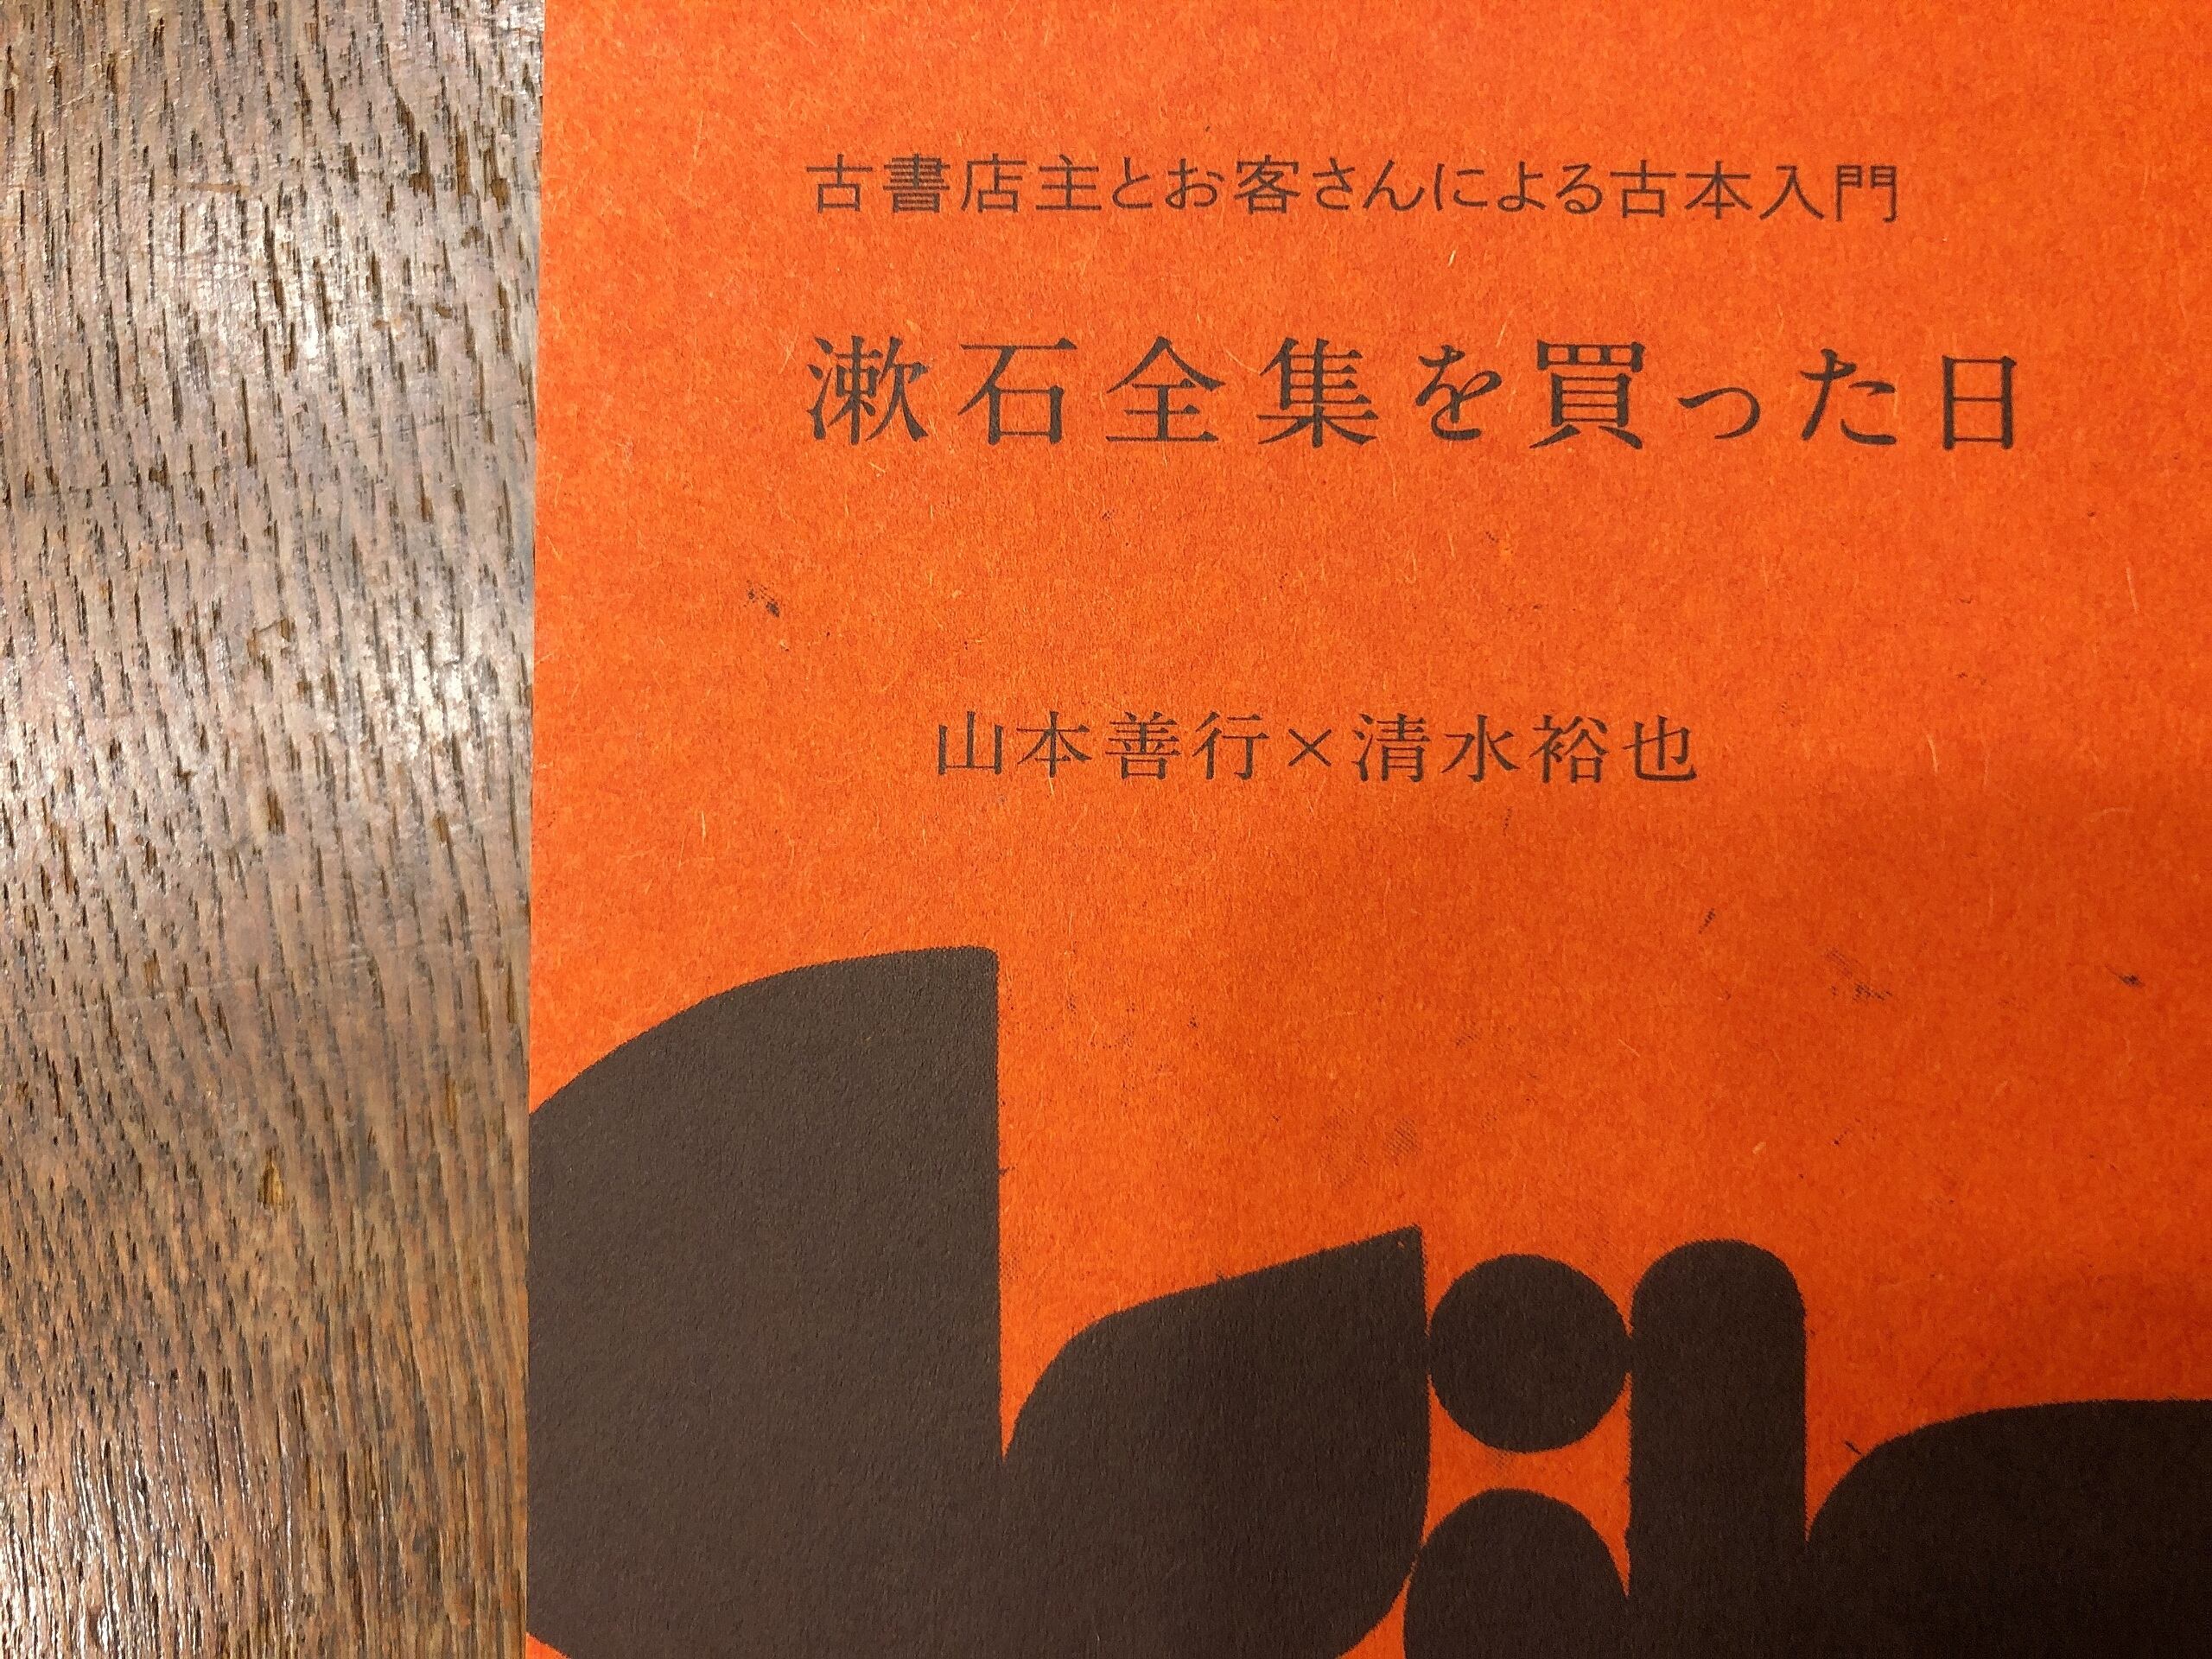 古書店主とお客さんによる古本入門
漱石全集を買った日
山本善行×清水裕也